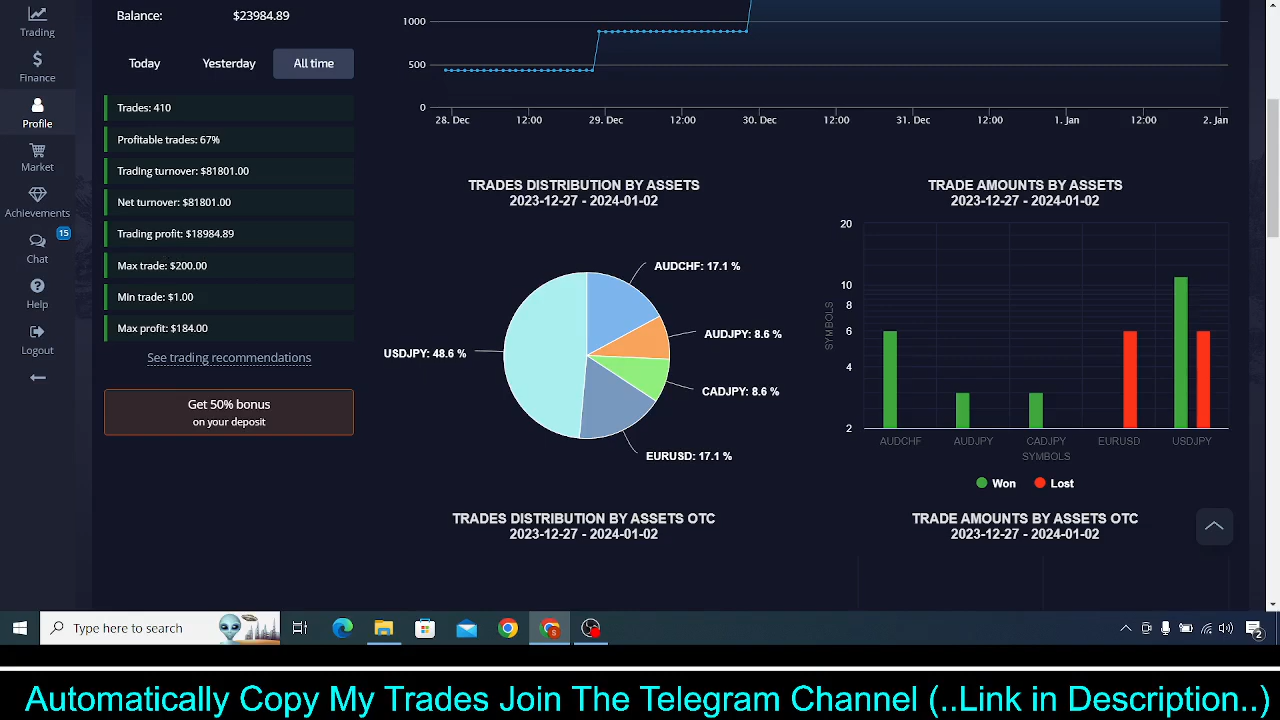 Trading
Finance
Profile
Market
Achievements
15
Chat
Help
Logout
Balance: $23984.89
Today Yesterday All time
Trades: 410
Profitable trades: 67%
Trading turnover: $81801.00
Net turnover: $81801.00
Trading profit: $18984.89
Max trade: $200.00
Min trade: $1.00
Max profit: $184.00
See trading recommendations
Get 50% bonus
on your deposit
1000
500
0
28. Dec 12:00 29. Dec 12:00 30. Dec 12:00 31. Dec 12:00 1. Jan 12:00 2. Jan
TRADES DISTRIBUTION BY ASSETS
2023-12-27 - 2024-01-02
AUDCHF: 17.1 %
AUDJPY: 8.6 %
USDJPY: 48.6 %
CADJPY: 8.6 %
EURUSD: 17.1 %
TRADE AMOUNTS BY ASSETS
2023-12-27 - 2024-01-02
20
10
8
6
4
2
SYMBOLS
AUDCHF AUDJPY CADJPY EURUSD USDJPY
SYMBOLS
Won Lost
TRADES DISTRIBUTION BY ASSETS OTC
2023-12-27 - 2024-01-02
TRADE AMOUNTS BY ASSETS OTC
2023-12-27 - 2024-01-02
Type here to search
S
2
Automatically Copy My Trades Join The Telegram Channel (..Link in Description..)